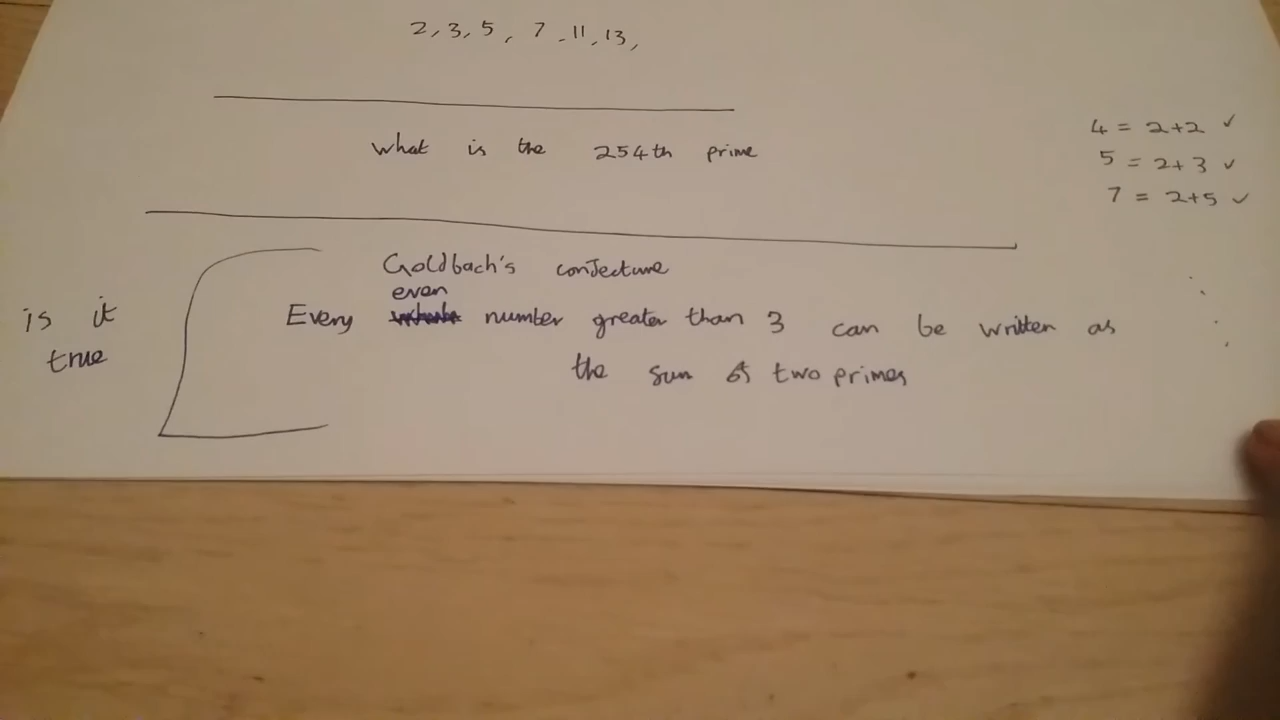 2, 3, 5, 7, 11, 13,
what is the 254th prime
4 = 2+2 ✓
5 = 2+3 ✓
7 = 2+5 ✓
Goldbach's conjecture
even
Every number greater than 3 can be written as
the sum of two primes
is it
true